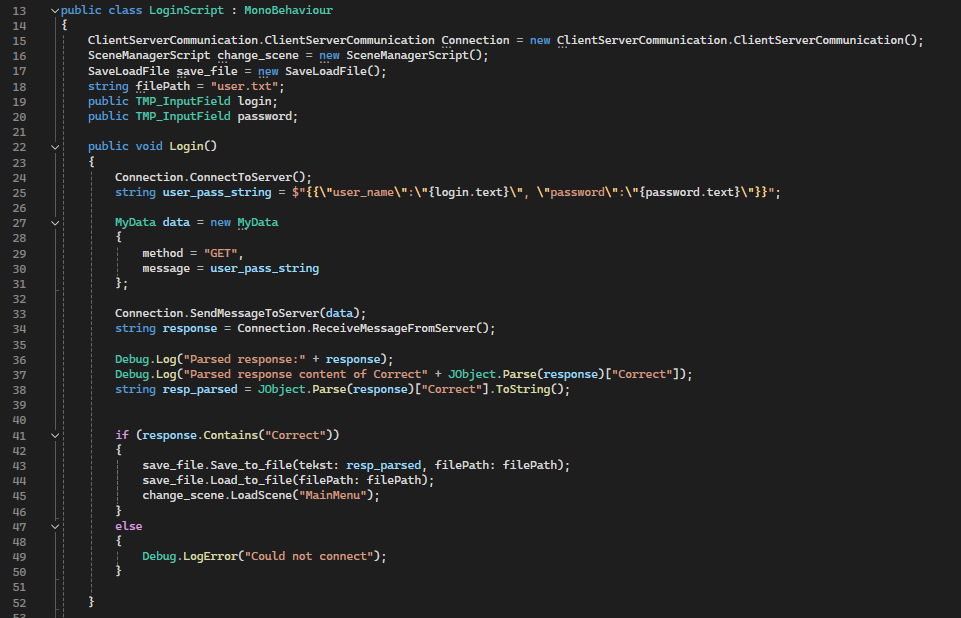 13 public class LoginScript : MonoBehaviour
14 {
15 ClientServerCommunication.ClientServerCommunication Connection = new ClientServerCommunication.ClientServerCommunication();
16 SceneManagerScript change_scene = new SceneManagerScript();
17 SaveLoadFile save_file = new SaveLoadFile();
18 string filePath = "user.txt";
19 public TMP_InputField login;
20 public TMP_InputField password;
21
22 public void Login()
23 {
24 Connection.ConnectToServer();
25 string user_pass_string = $"{{\"user_name\":\"{login.text}\", \"password\":\"{password.text}\"}}";
26
27 MyData data = new MyData
28 {
29 method = "GET",
30 message = user_pass_string
31 };
32
33 Connection.SendMessageToServer(data);
34 string response = Connection.ReceiveMessageFromServer();
35
36 Debug.Log("Parsed response:" + response);
37 Debug.Log("Parsed response content of Correct" + JObject.Parse(response)["Correct"]);
38 string resp_parsed = JObject.Parse(response)["Correct"].ToString();
39
40
41 if (response.Contains("Correct"))
42 {
43 save_file.Save_to_file(tekst: resp_parsed, filePath: filePath);
44 save_file.Load_to_file(filePath: filePath);
45 change_scene.LoadScene("MainMenu");
46 }
47 else
48 {
49 Debug.LogError("Could not connect");
50 }
51
52 }
53